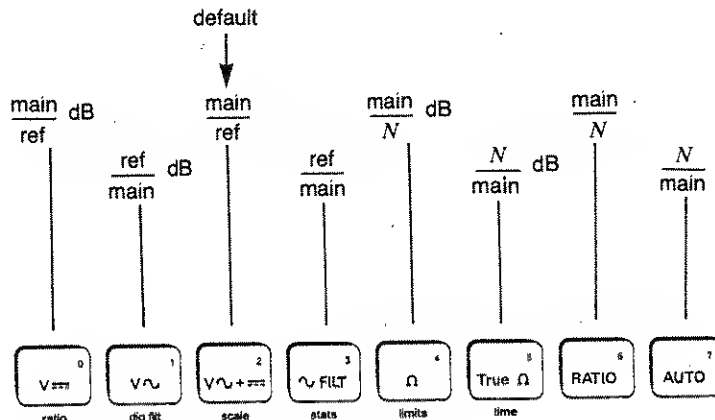 default
main/ref dB
main/ref
main/N dB
main/N
ref/main dB
ref/main
N/main dB
N/main
0 1 2 3 4 5 6 7
V⎓ V∿ V∿+⎓ ∿ FILT Ω True Ω RATIO AUTO
ratio dig filt scale stats limits time